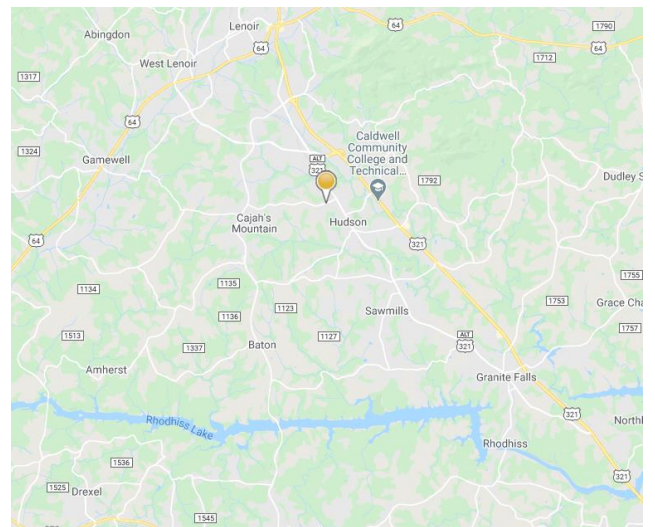 Lenoir
1790
Abingdon
64
64
West Lenoir
1712
1317
64
Caldwell
Community
College and
Technical...
1324
ALT
321
Gamewell
1792
Dudley S
Cajah's
Mountain
Hudson
64
321
1755
1135
1134
1123
1753
Grace Cha
1136
Sawmills
1757
1513
1127
ALT
321
1337
Baton
Amherst
Granite Falls
Rhodhiss Lake
321
Northl
Rhodhiss
1536
321
1525
Drexel
1545